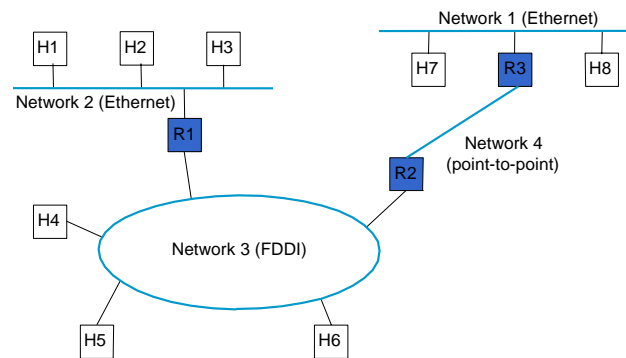 Network 1 (Ethernet)
H1
H2
H3
H7
R3
H8
Network 2 (Ethernet)
R1
Network 4
(point-to-point)
R2
H4
Network 3 (FDDI)
H5
H6